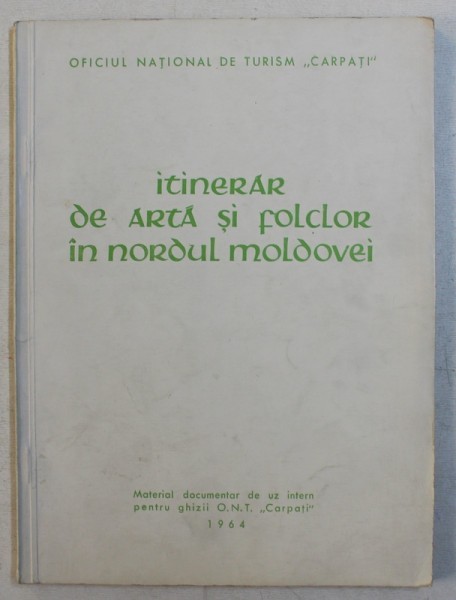 OFICIUL NAȚIONAL DE TURISM „CARPAȚI"
itinerar
de artă și folclor
în nordul moldovei
Material documentar de uz intern
pentru ghizii O.N.T. „Carpați"
1964